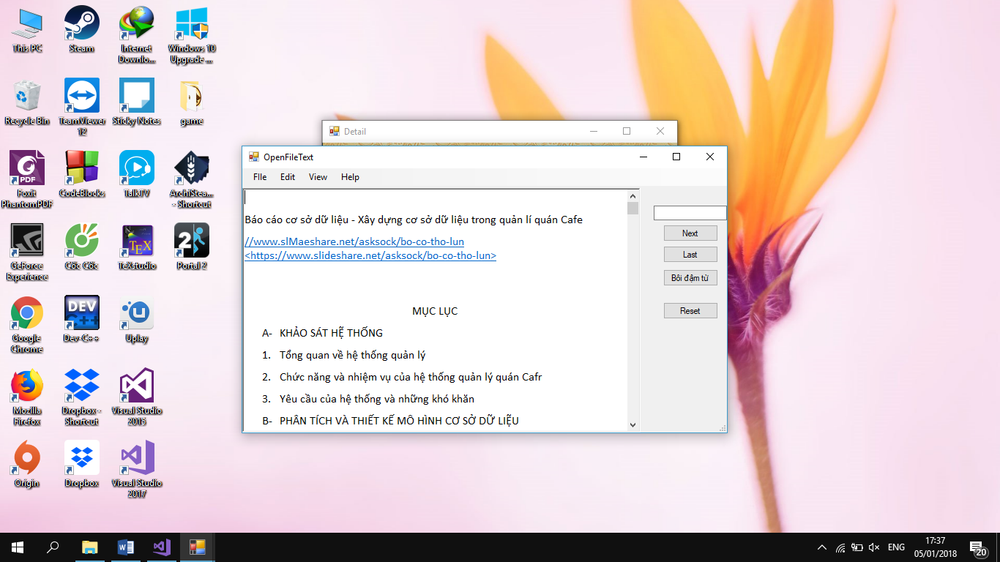 This PC
Steam
Internet
Downlo...
Windows 10
Upgrade ...
Recycle Bin
TeamViewer
12
Sticky Notes
game
Foxit
PhantomPDF
PDF
CodeBlocks
TalkTV
ArchiStea...
- Shortcut
GeForce
Experience
Cốc Cốc
TeXstudio
TEX
Portal 2
2
Google
Chrome
DEV
C++
Dev-C++
Uplay
Mozilla
Firefox
Dropbox -
Shortcut
Visual Studio
2015
Origin
Dropbox
Visual Studio
2017
Detail
OpenFileText
FIle Edit View Help
Báo cáo cơ sở dữ liệu - Xây dựng cơ sở dữ liệu trong quản lí quán Cafe
//www.slMaeshare.net/asksock/bo-co-tho-lun
<https://www.slideshare.net/asksock/bo-co-tho-lun>
MỤC LỤC
A- KHẢO SÁT HỆ THỐNG
1. Tổng quan về hệ thống quản lý
2. Chức năng và nhiệm vụ của hệ thống quản lý quán Cafr
3. Yêu cầu của hệ thống và những khó khăn
B- PHÂN TÍCH VÀ THIẾT KẾ MÔ HÌNH CƠ SỞ DỮ LIỆU
Next
Last
Bôi đậm từ
Reset
ENG
17:37
05/01/2018
20